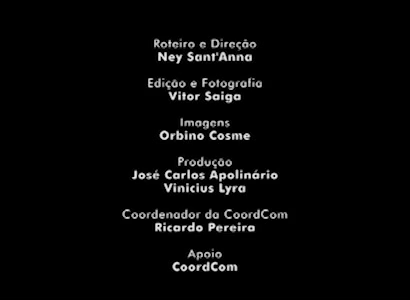 Roteiro e Direção
Ney Sant'Anna
Edição e Fotografia
Vitor Saiga
Imagens
Orbino Cosme
Produção
José Carlos Apolinário
Vinicius Lyra
Coordenador da CoordCom
Ricardo Pereira
Apoio
CoordCom